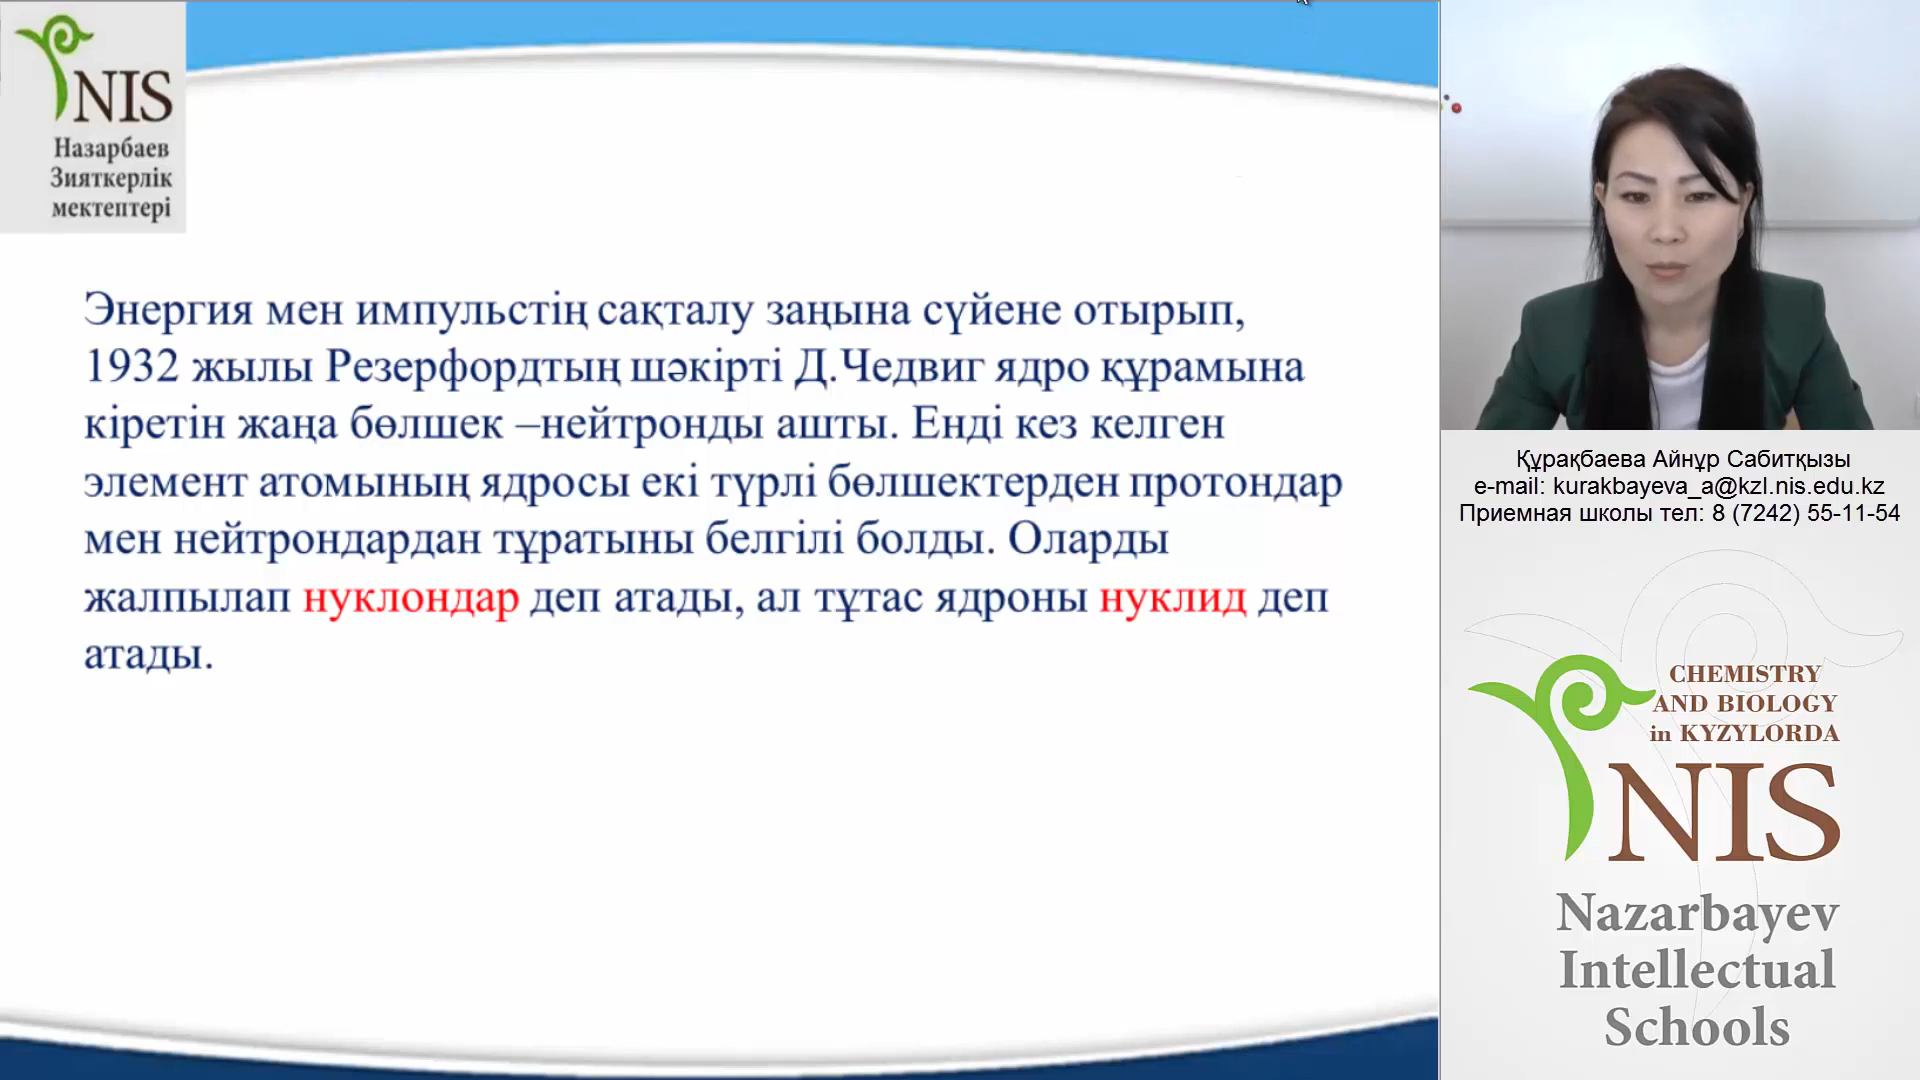 NIS
Назарбаев
Зияткерлік
мектептері
Энергия мен импульстің сақталу заңына сүйене отырып,
1932 жылы Резерфордтың шәкірті Д.Чедвиг ядро құрамына
кіретін жаңа бөлшек –нейтронды ашты. Енді кез келген
элемент атомының ядросы екі түрлі бөлшектерден протондар
мен нейтрондардан тұратыны белгілі болды. Оларды
жалпылап нуклондар деп атады, ал тұтас ядроны нуклид деп
атады.
Құрақбаева Айнұр Сабитқызы
e-mail: kurakbayeva_a@kzl.nis.edu.kz
Приемная школы тел: 8 (7242) 55-11-54
CHEMISTRY
AND BIOLOGY
in KYZYLORDA
NIS
Nazarbayev
Intellectual
Schools